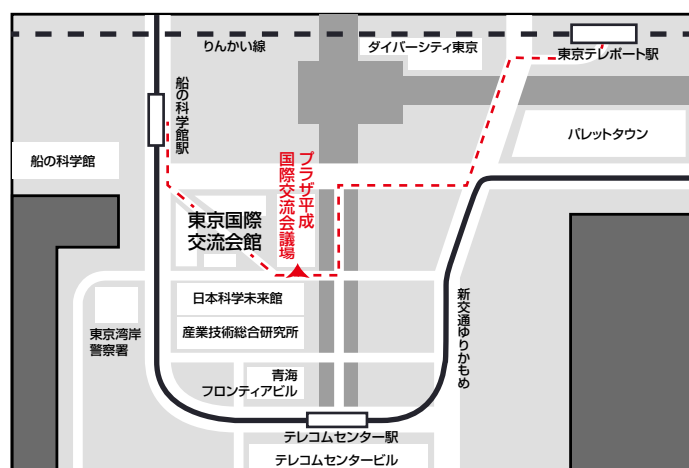 りんかい線
ダイバーシティ東京
東京テレポート駅
船の科学館駅
パレットタウン
船の科学館
プラザ平成
国際交流会議場
東京国際
交流会館
日本科学未来館
新交通ゆりかもめ
東京湾岸
警察署
産業技術総合研究所
青海
フロンティアビル
テレコムセンター駅
テレコムセンタービル